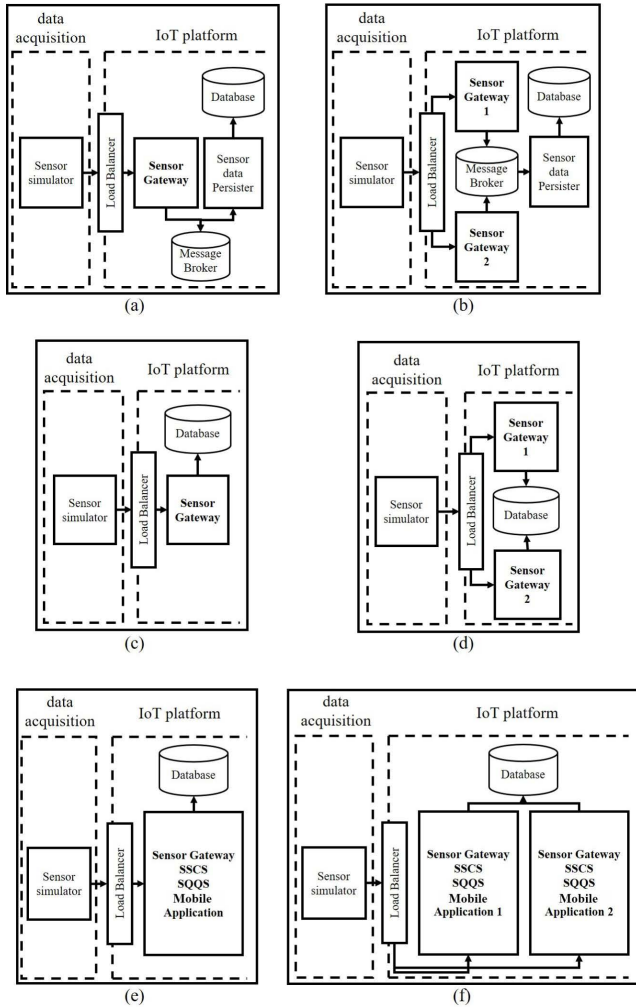 data
acquisition
IoT platform
Database
Sensor
simulator
Load Balancer
Sensor
Gateway
Sensor
data
Persister
Message
Broker
(a)
data
acquisition
IoT platform
Sensor
Gateway
1
Database
Sensor
simulator
Load Balancer
Message
Broker
Sensor
data
Persister
Sensor
Gateway
2
(b)
data
acquisition
IoT platform
Database
Sensor
simulator
Load Balancer
Sensor
Gateway
(c)
data
acquisition
IoT platform
Sensor
Gateway
1
Sensor
simulator
Load Balancer
Database
Sensor
Gateway
2
(d)
data
acquisition
IoT platform
Database
Sensor
simulator
Load Balancer
Sensor Gateway
SSCS
SQQS
Mobile
Application
(e)
data
acquisition
IoT platform
Database
Sensor
simulator
Load Balancer
Sensor Gateway
SSCS
SQQS
Mobile
Application 1
Sensor Gateway
SSCS
SQQS
Mobile
Application 2
(f)